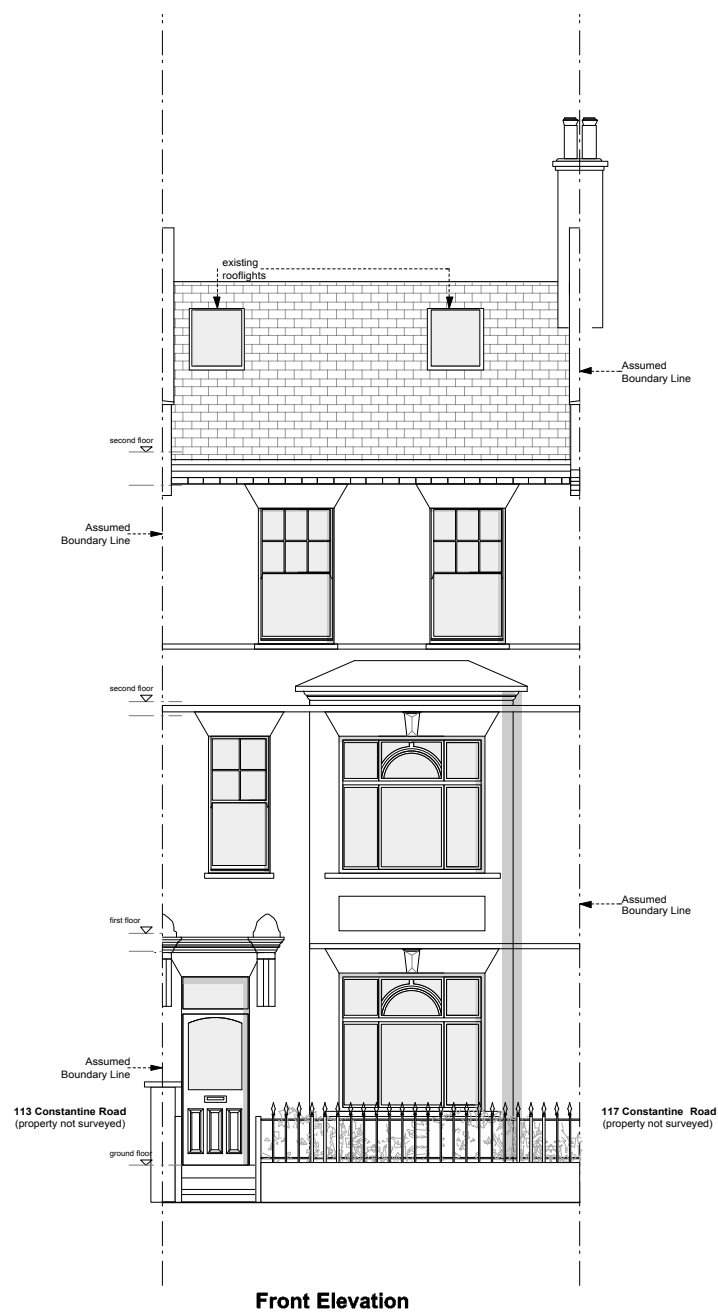 existing
rooflights
Assumed
Boundary Line
second floor
Assumed
Boundary Line
second floor
Assumed
Boundary Line
first floor
Assumed
Boundary Line
113 Constantine Road
(property not surveyed)
117 Constantine Road
(property not surveyed)
ground floor
Front Elevation